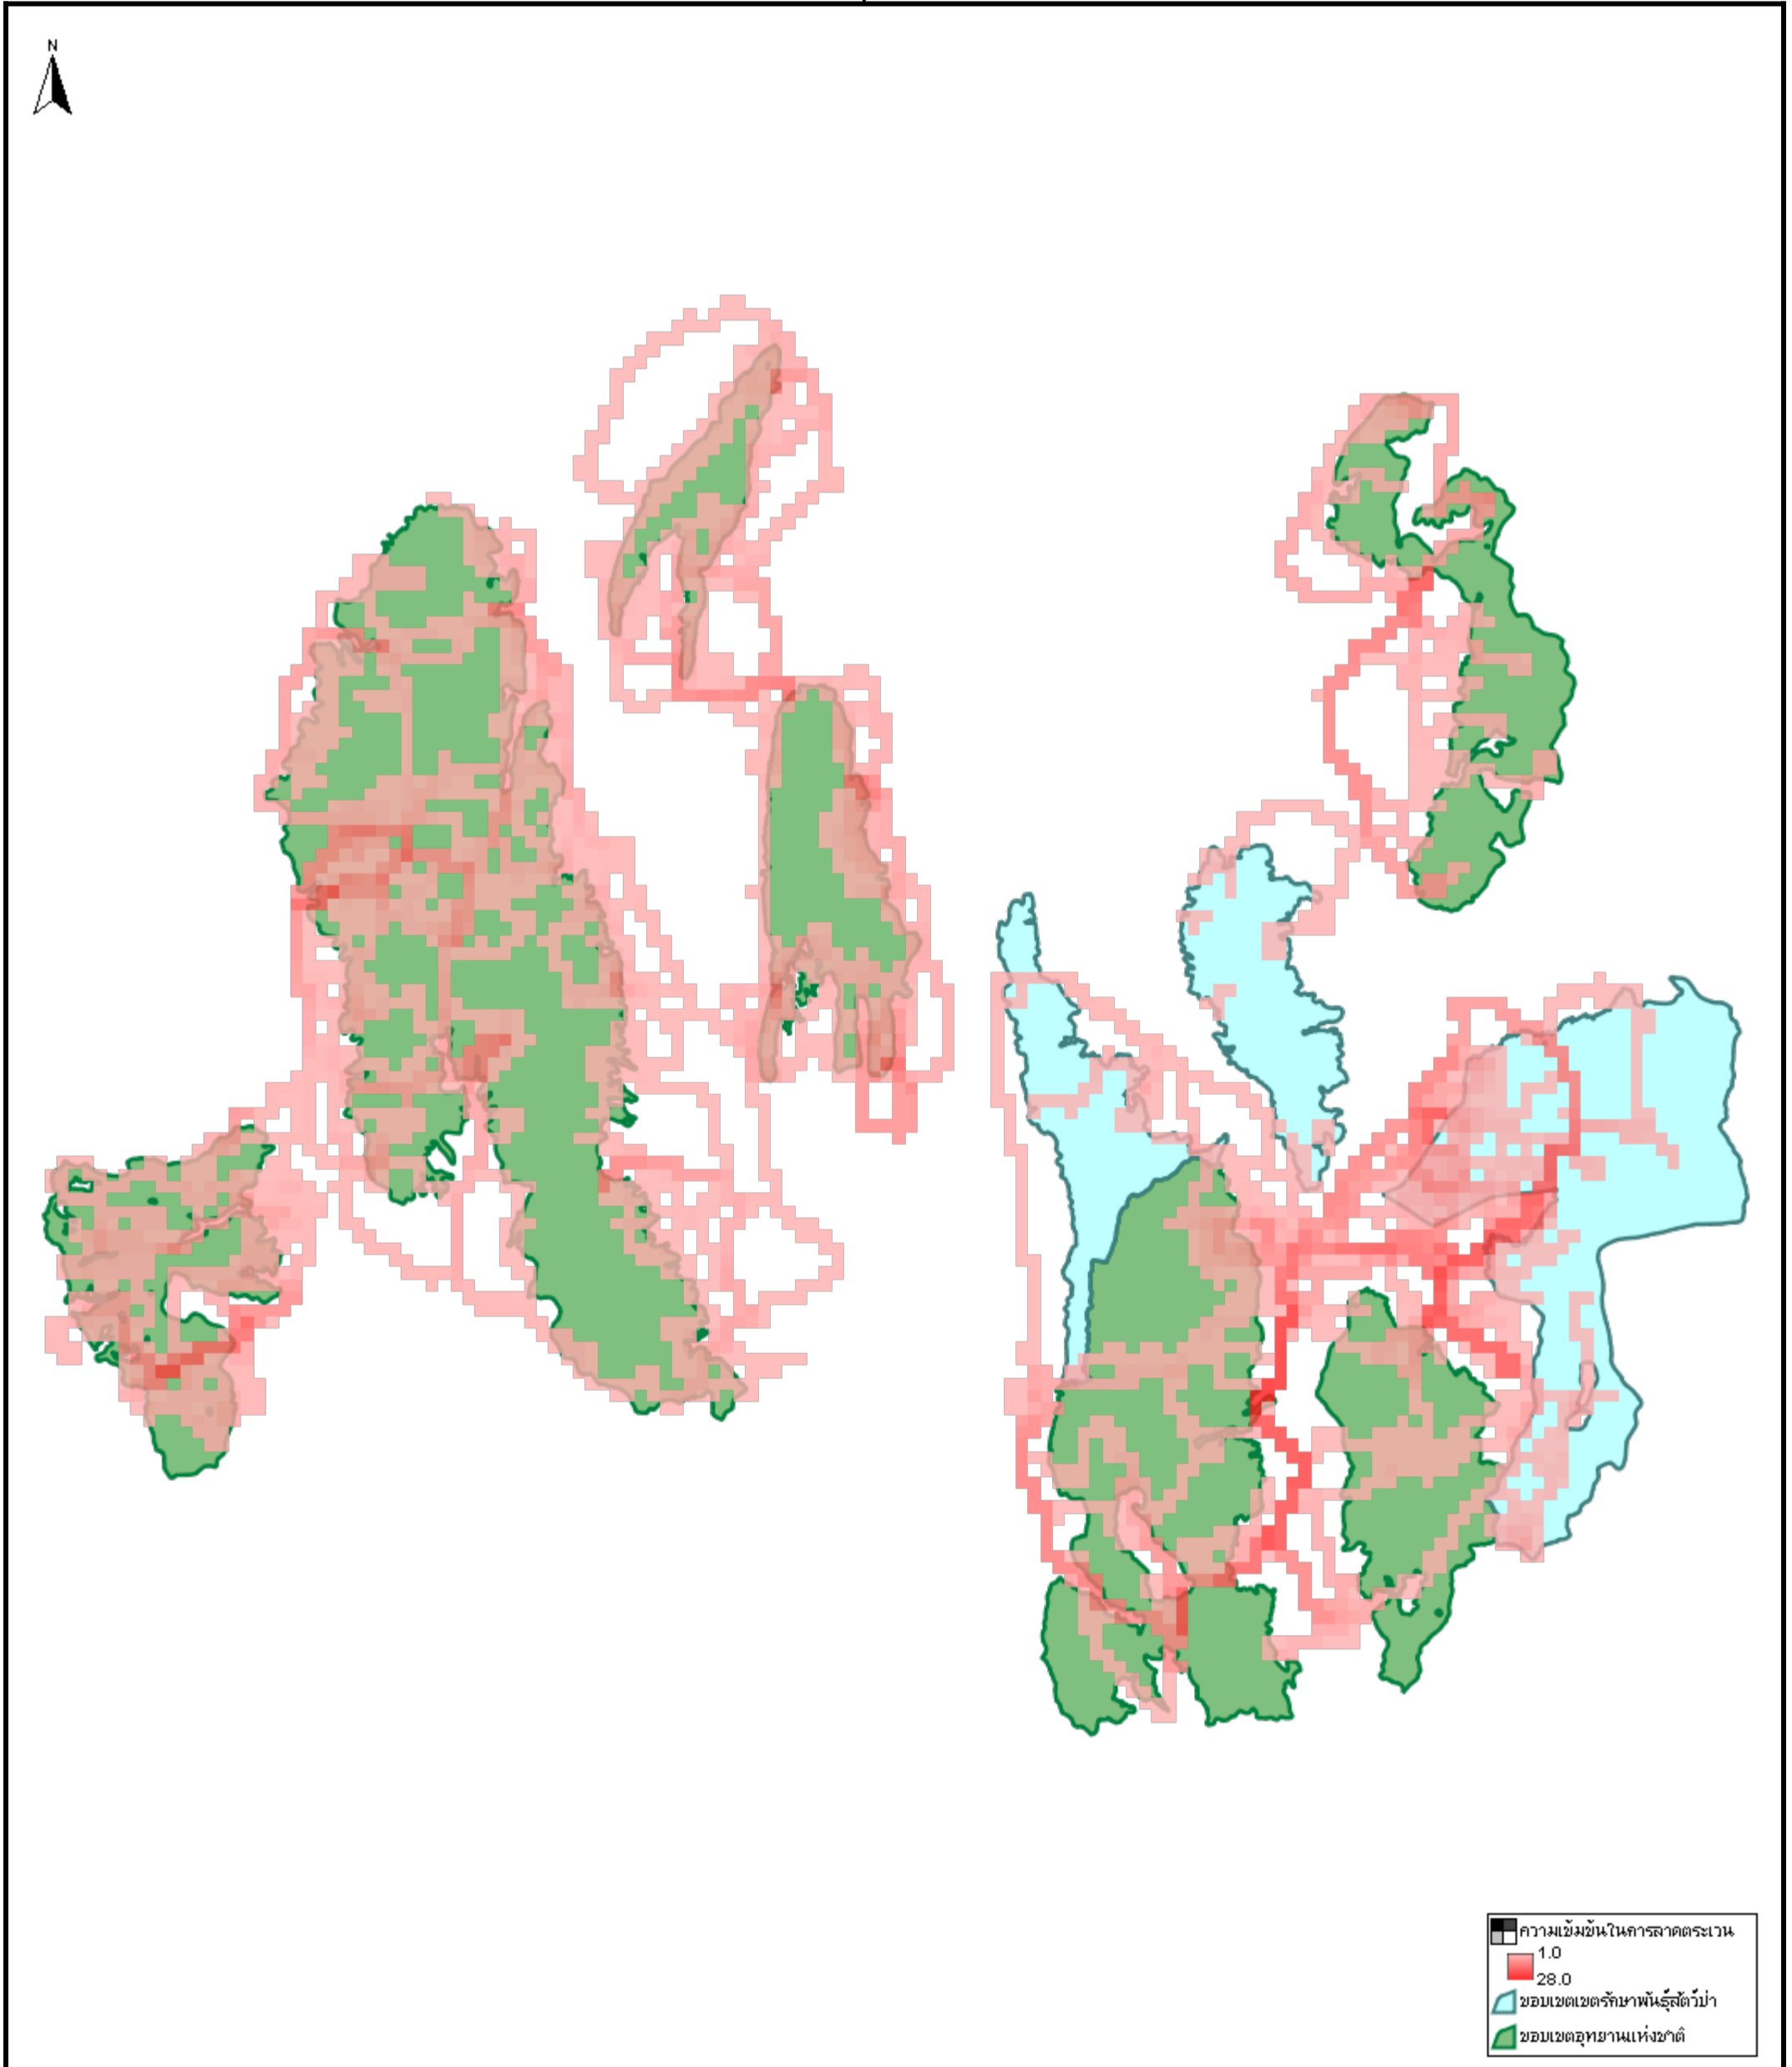 N
ความเข้มข้นในการลาดตระเวน
1.0
28.0
ขอบเขตเขตรักษาพันธุ์สัตว์ป่า
ขอบเขตอุทยานแห่งชาติ